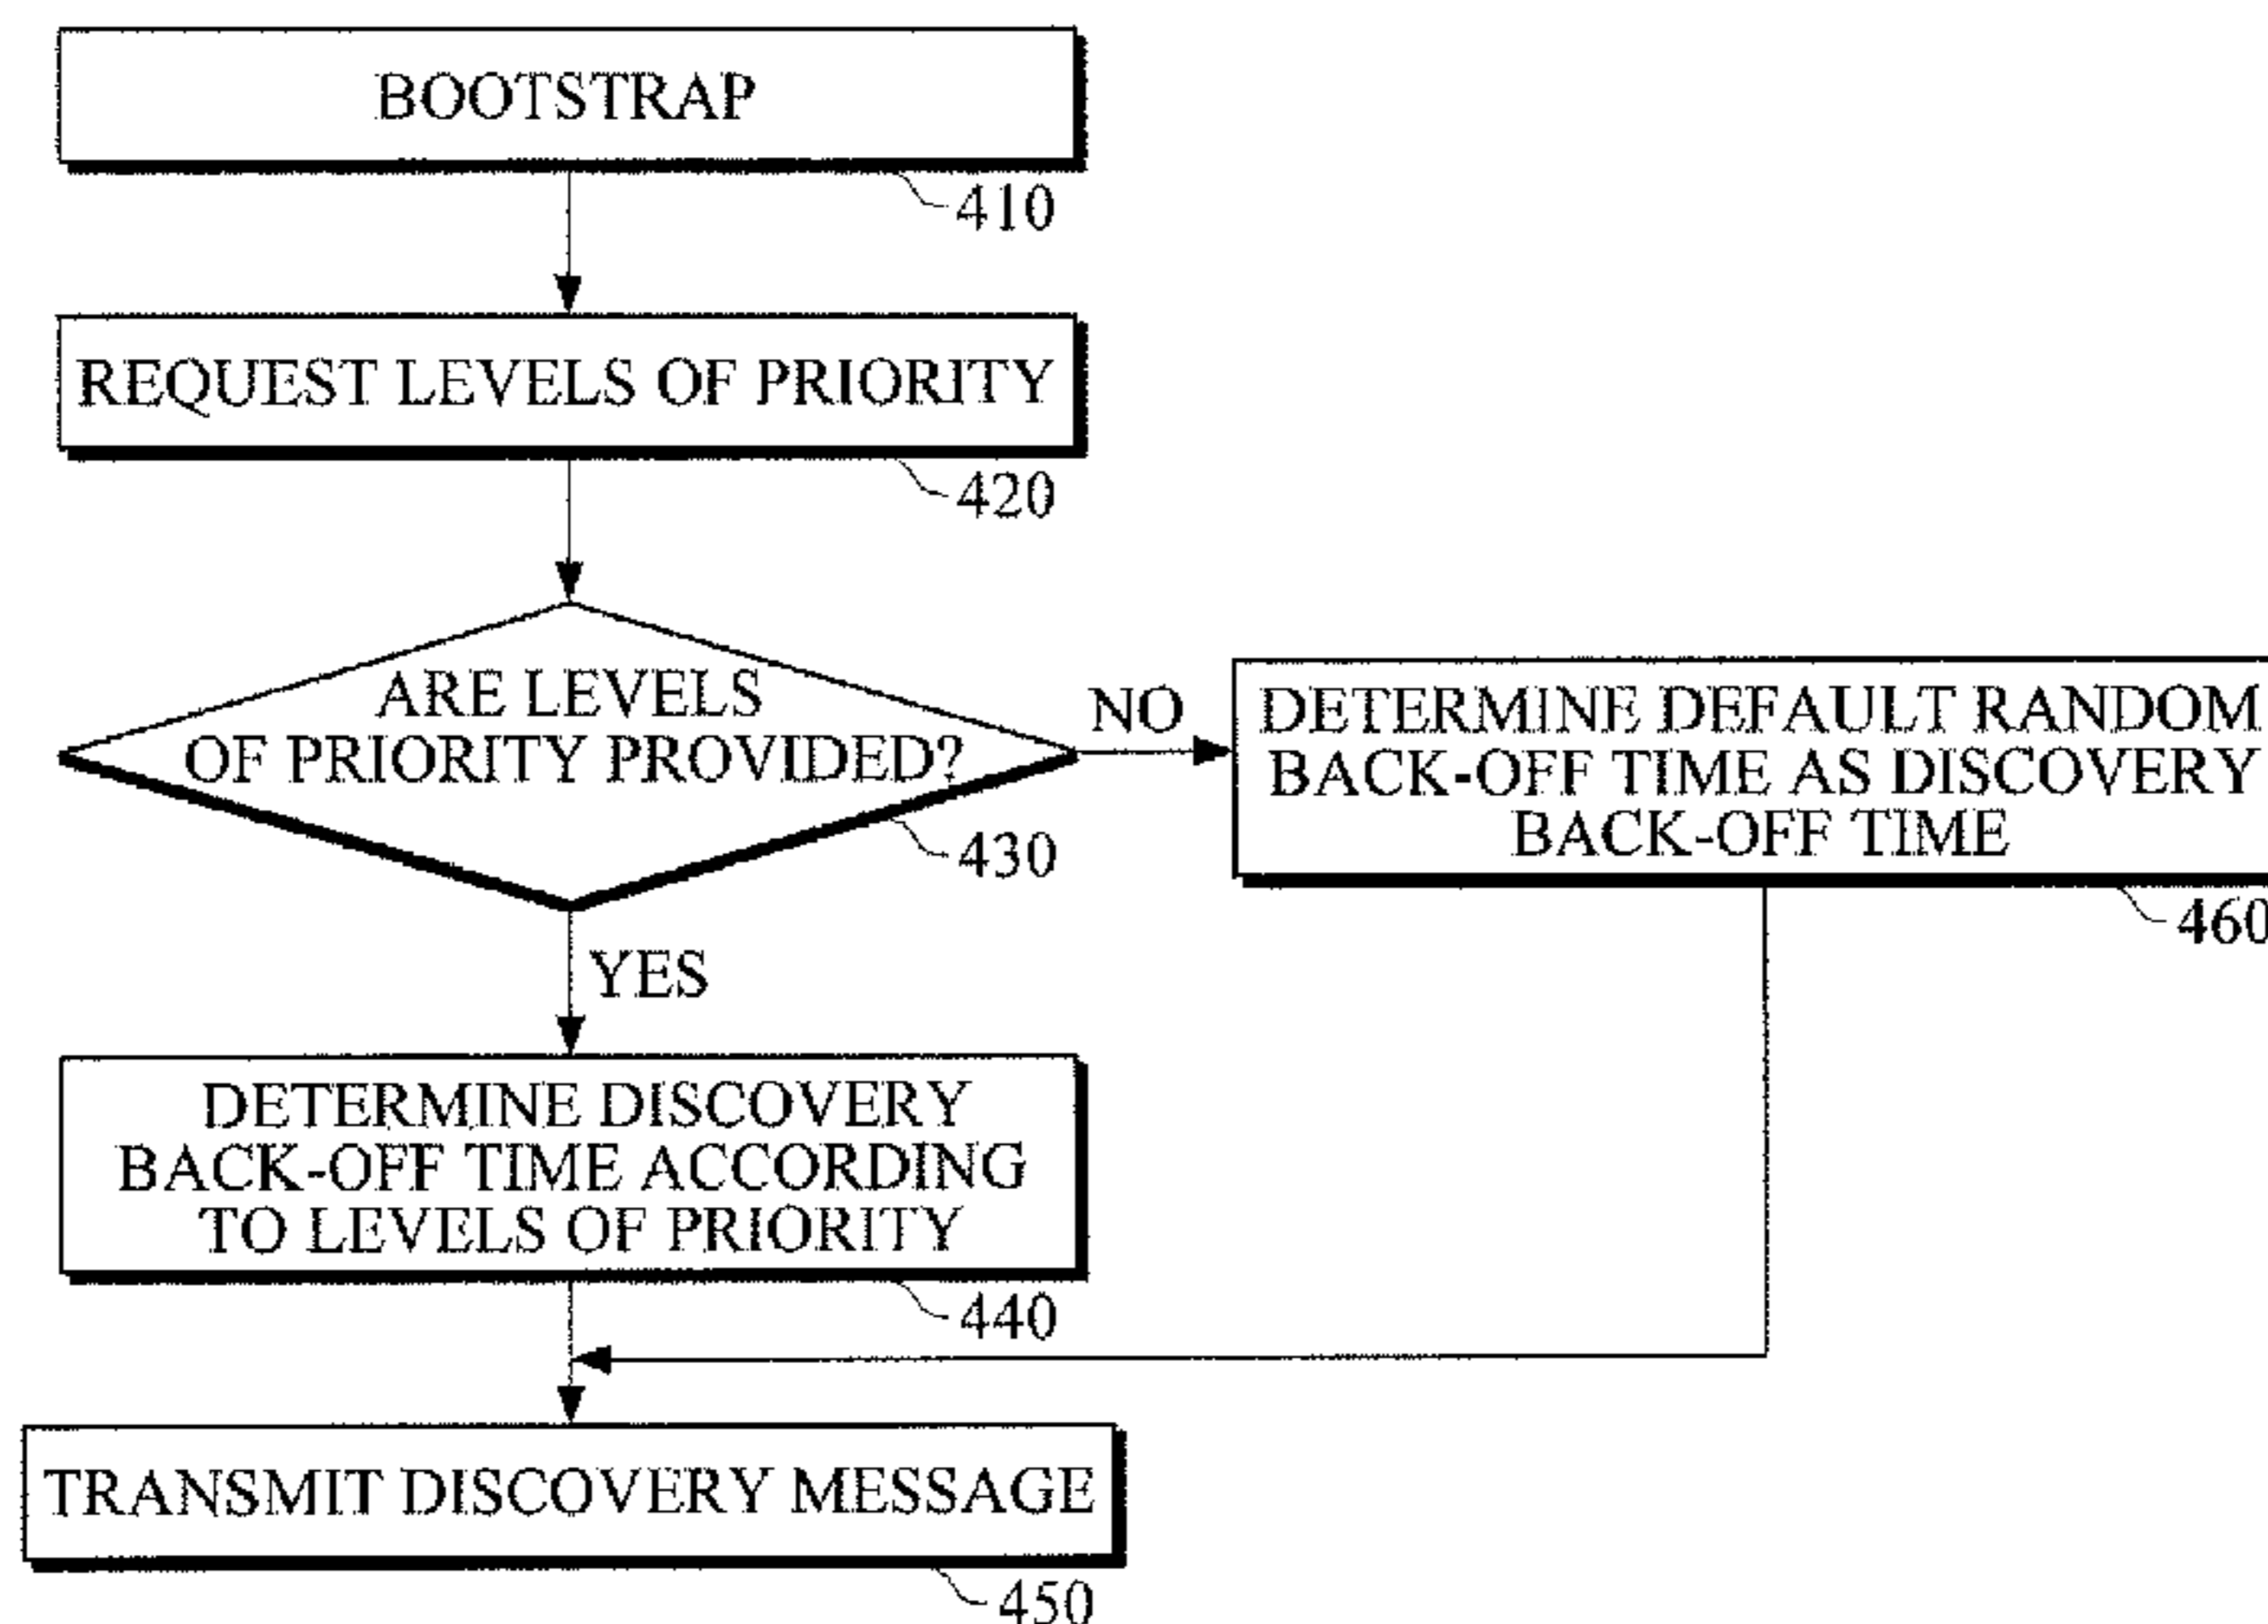 BOOTSTRAP
410
REQUEST LEVELS OF PRIORITY
420
ARE LEVELS
OF PRIORITY PROVIDED?
430
NO
DETERMINE DEFAULT RANDOM
BACK-OFF TIME AS DISCOVERY
BACK-OFF TIME
460
YES
DETERMINE DISCOVERY
BACK-OFF TIME ACCORDING
TO LEVELS OF PRIORITY
440
TRANSMIT DISCOVERY MESSAGE
450